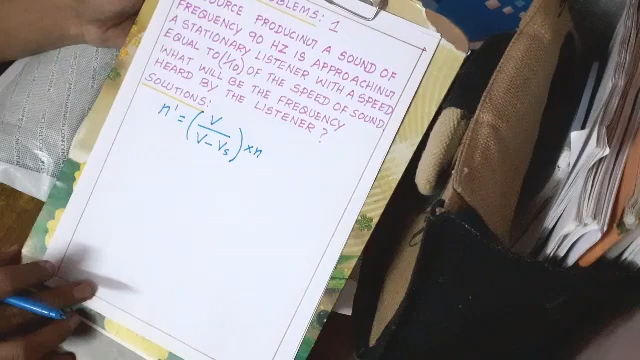 PROBLEMS: 1
SOURCE PRODUCING A SOUND OF
FREQUENCY 90 HZ IS APPROACHING
A STATIONARY LISTENER WITH A SPEED
EQUAL TO (1/10) OF THE SPEED OF SOUND
WHAT WILL BE THE FREQUENCY
HEARD BY THE LISTENER?
SOLUTIONS:
n' = (V / V - Vs) × n